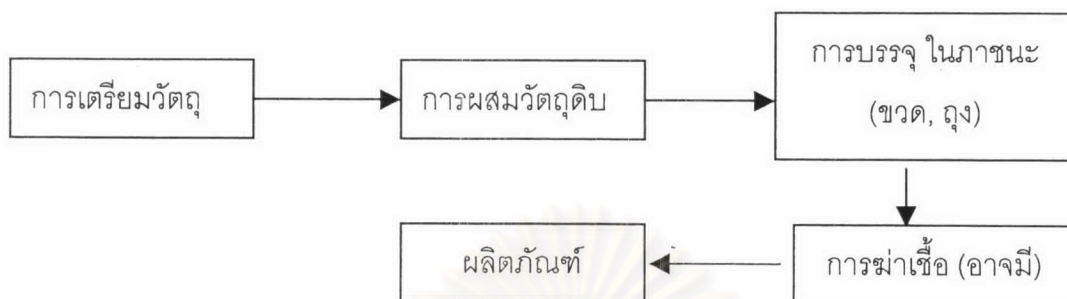 การเตรียมวัตถุ
การผสมวัตถุดิบ
การบรรจุ ในภาชนะ
(ขวด, ถุง)
การฆ่าเชื้อ (อาจมี)
ผลิตภัณฑ์